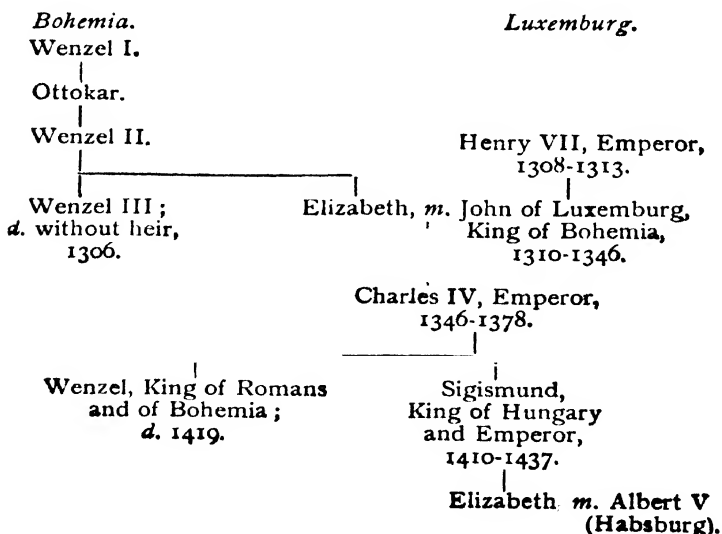 Bohemia. Luxemburg.
Wenzel I.
Ottokar.
Wenzel II.
Henry VII, Emperor,
1308-1313.
Wenzel III; Elizabeth, m. John of Luxemburg,
d. without heir, King of Bohemia,
1306. 1310-1346.
Charles IV, Emperor,
1346-1378.
Wenzel, King of Romans Sigismund,
and of Bohemia; King of Hungary
d. 1419. and Emperor,
1410-1437.
Elizabeth m. Albert V
(Habsburg).